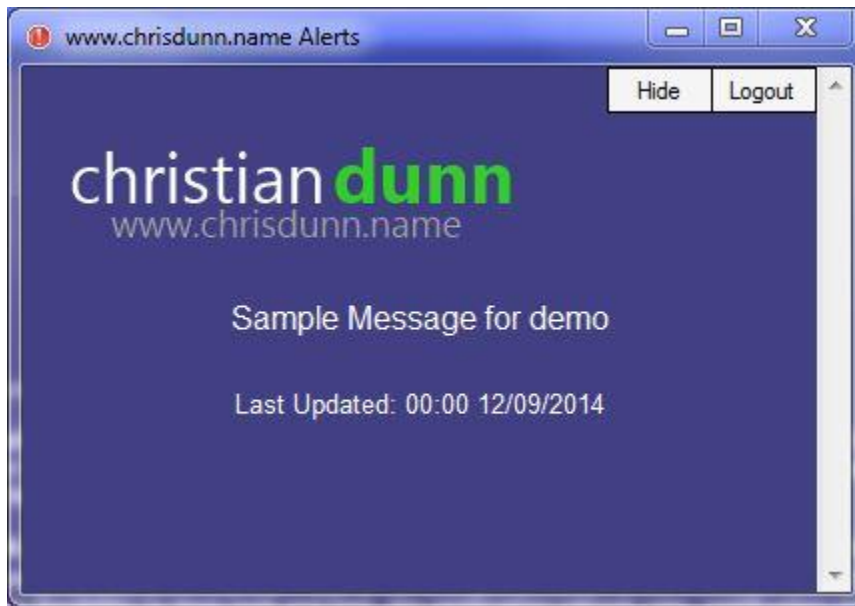 www.chrisdunn.name Alerts
Hide Logout
christian dunn
www.chrisdunn.name
Sample Message for demo
Last Updated: 00:00 12/09/2014